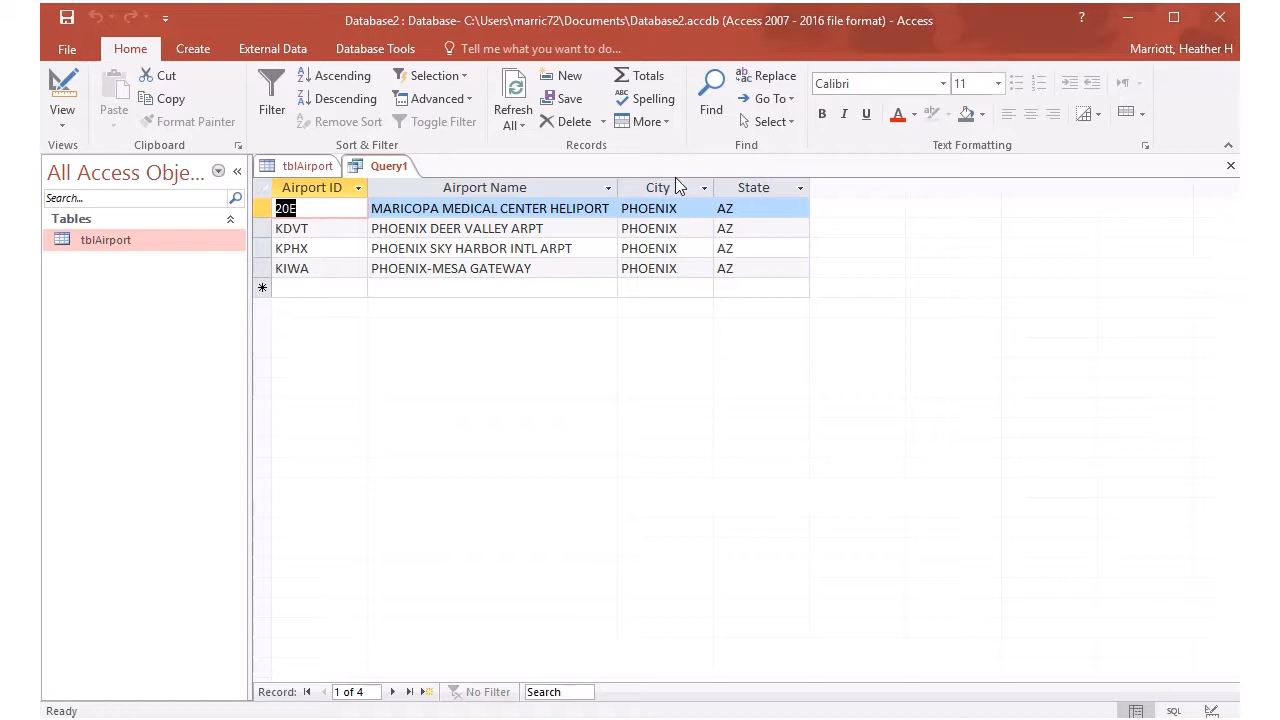 Database2 : Database- C:\Users\marric72\Documents\Database2.accdb (Access 2007 - 2016 file format) - Access
?
File Home Create External Data Database Tools Tell me what you want to do... Marriott, Heather H
View
Views
Paste
Cut
Copy
Format Painter
Clipboard
Filter
Ascending
Descending
Remove Sort
Selection
Advanced
Toggle Filter
Sort & Filter
Refresh
All
New
Save
Delete
Totals
Spelling
More
Records
Find
Replace
Go To
Select
Find
Calibri 11
B I U A
Text Formatting
All Access Obje...
Search...
Tables
tblAirport
tblAirport Query1
Airport ID Airport Name City State
20E MARICOPA MEDICAL CENTER HELIPORT PHOENIX AZ
KDVT PHOENIX DEER VALLEY ARPT PHOENIX AZ
KPHX PHOENIX SKY HARBOR INTL ARPT PHOENIX AZ
KIWA PHOENIX-MESA GATEWAY PHOENIX AZ
Record: 1 of 4 No Filter Search
Ready SQL